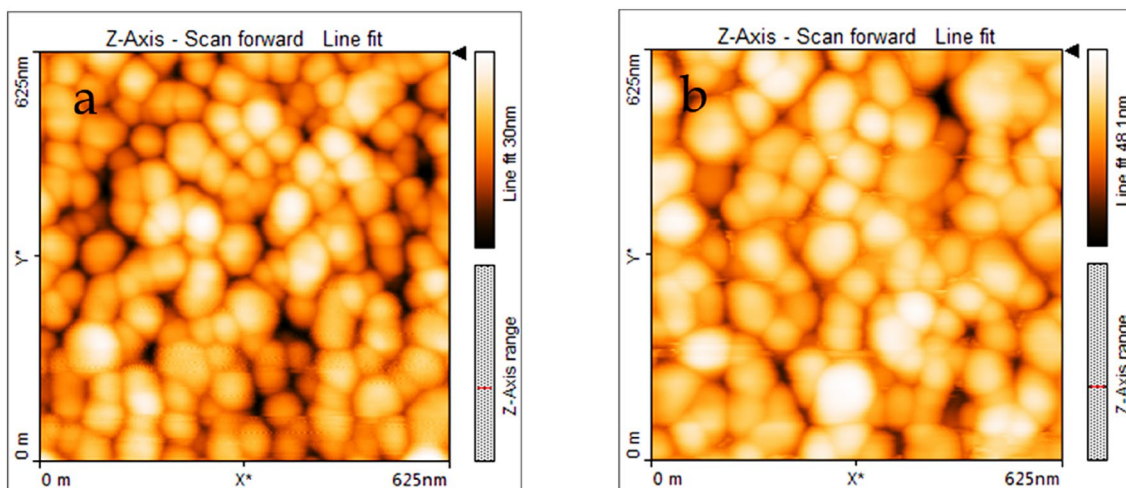 Z-Axis - Scan forward Line fit
625nm
a
Line fit 30nm
Y*
Z-Axis range
0 m
0 m
X*
625nm
Z-Axis - Scan forward Line fit
625nm
b
Line fit 48.1nm
Y*
Z-Axis range
0 m
0 m
X*
625nm